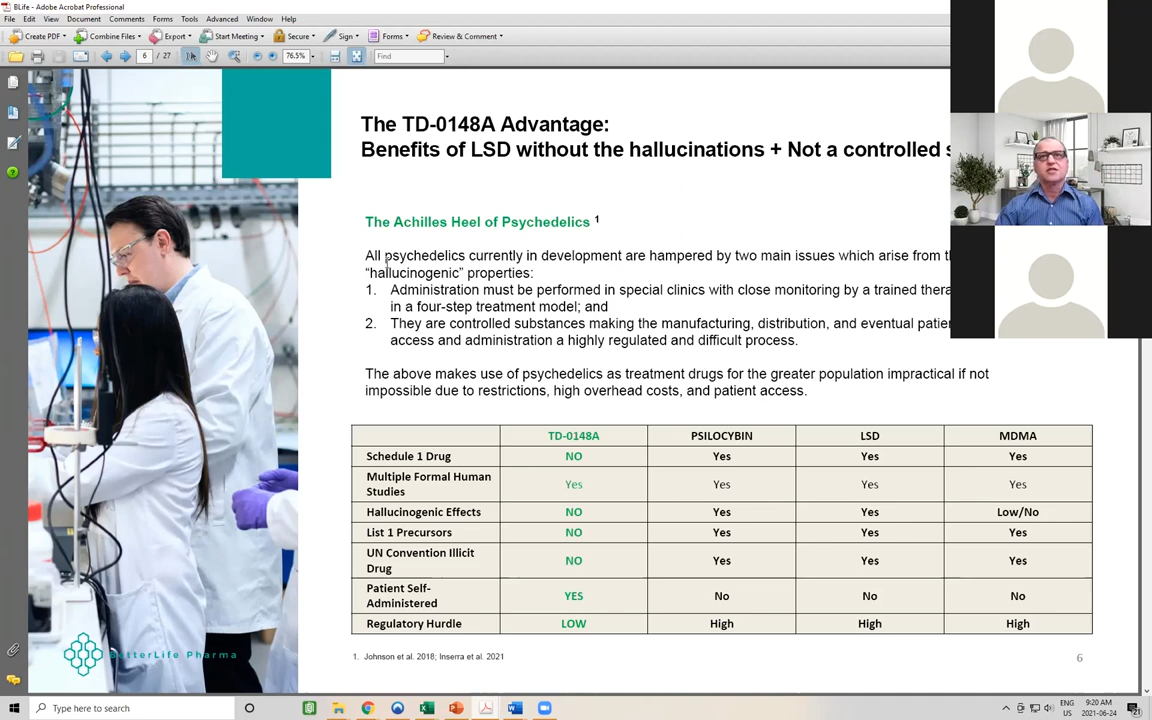 BLife - Adobe Acrobat Professional
File Edit View Document Comments Forms Tools Advanced Window Help
Create PDF Combine Files Export Start Meeting Secure Sign Forms Review & Comment
6 / 27 76.5% Find
The TD-0148A Advantage:
Benefits of LSD without the hallucinations + Not a controlled s
The Achilles Heel of Psychedelics 1
All psychedelics currently in development are hampered by two main issues which arise from th
“hallucinogenic” properties:
1. Administration must be performed in special clinics with close monitoring by a trained thera
in a four-step treatment model; and
2. They are controlled substances making the manufacturing, distribution, and eventual patien
access and administration a highly regulated and difficult process.
The above makes use of psychedelics as treatment drugs for the greater population impractical if not
impossible due to restrictions, high overhead costs, and patient access.
TD-0148A PSILOCYBIN LSD MDMA
Schedule 1 Drug NO Yes Yes Yes
Multiple Formal Human
Studies Yes Yes Yes Yes
Hallucinogenic Effects NO Yes Yes Low/No
List 1 Precursors NO Yes Yes Yes
UN Convention Illicit
Drug NO Yes Yes Yes
Patient Self-
Administered YES No No No
Regulatory Hurdle LOW High High High
1. Johnson et al. 2018; Inserra et al. 2021
6
BetterLife Pharma
Type here to search
ENG
US
9:20 AM
2021-06-24
21